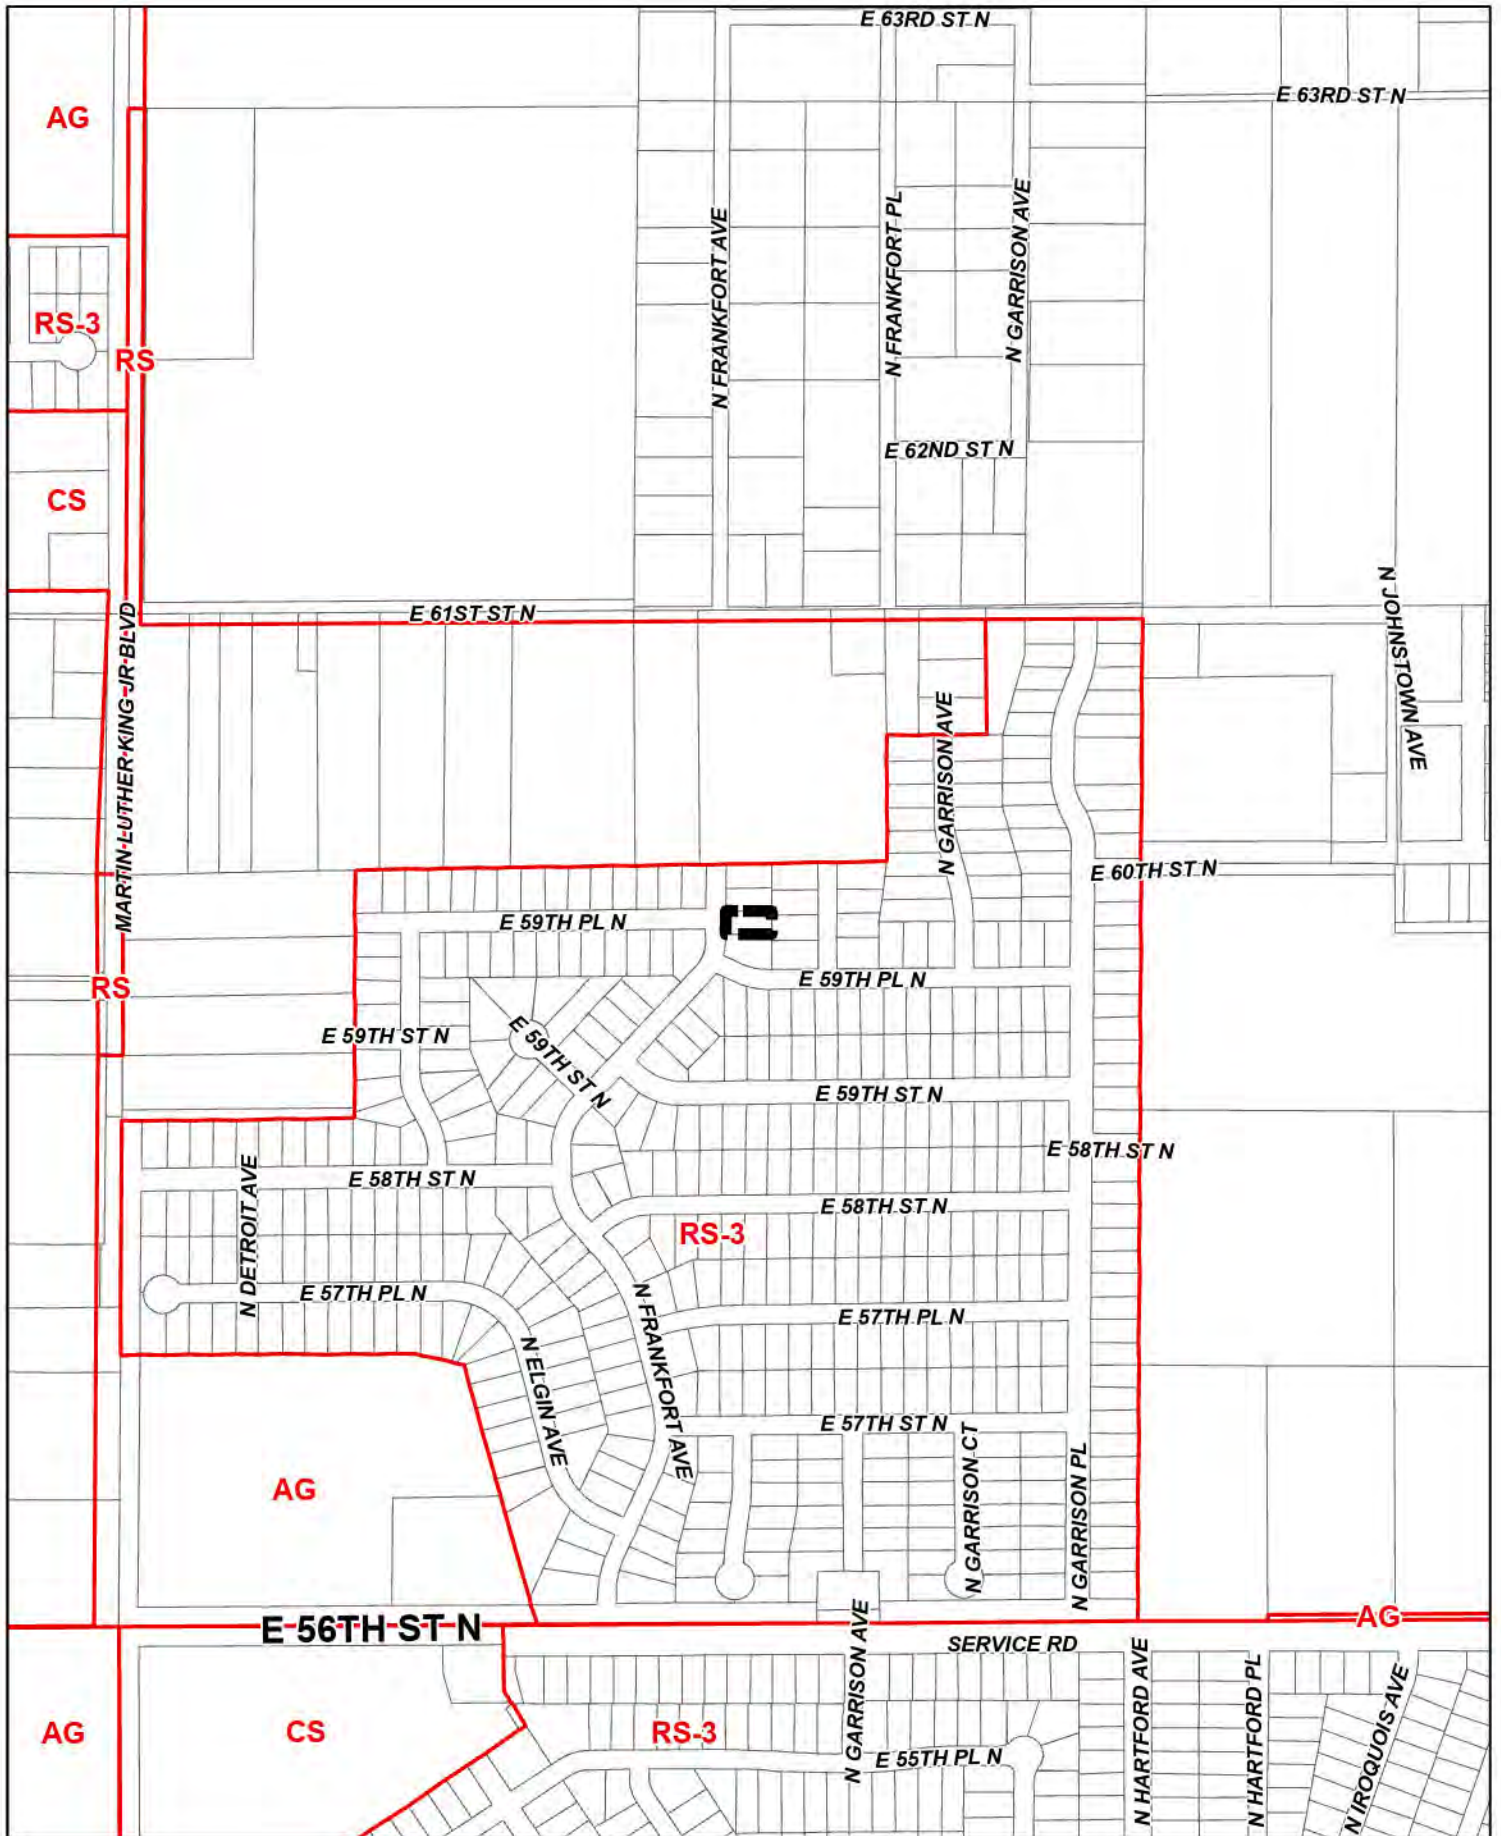 E 63RD ST N
E 63RD ST N
AG
N FRANKFORT AVE
N FRANKFORT PL
N GARRISON AVE
RS-3
RS
E 62ND ST N
CS
N JOHNSTOWN AVE
E 61ST ST N
MARTIN LUTHER KING JR BLVD
N GARRISON AVE
E 60TH ST N
E 59TH PL N
E 59TH PL N
RS
E 59TH ST N
E 59TH ST N
E 59TH ST N
E 58TH ST N
E 58TH ST N
N DETROIT AVE
E 58TH ST N
RS-3
E 57TH PL N
N FRANKFORT AVE
E 57TH PL N
N ELGIN AVE
E 57TH ST N
N GARRISON CT
N GARRISON PL
AG
E 56TH ST N
AG
N GARRISON AVE
SERVICE RD
N HARTFORD AVE
N HARTFORD PL
N IROQUOIS AVE
AG
CS
RS-3
E 55TH PL N